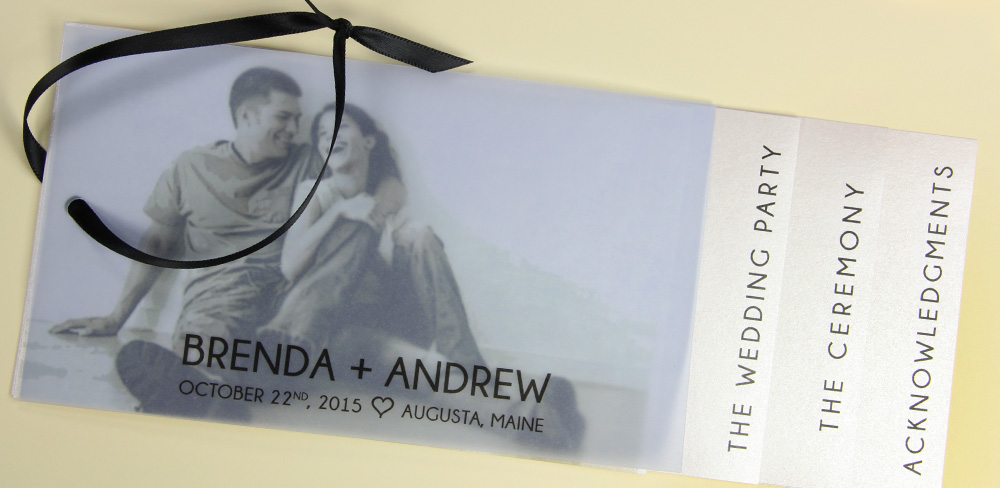 BRENDA + ANDREW
OCTOBER 22ND, 2015 ♡ AUGUSTA, MAINE
THE WEDDING PARTY
THE CEREMONY
ACKNOWLEDGMENTS